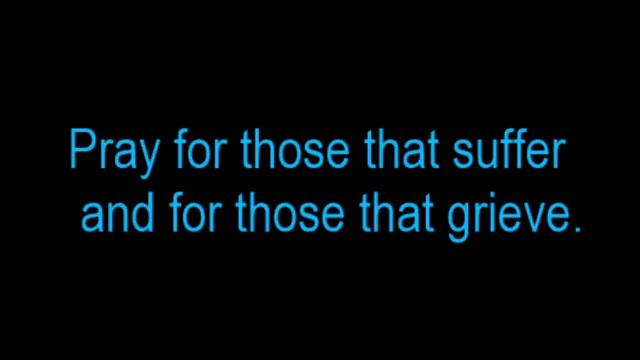 Pray for those that suffer
and for those that grieve.